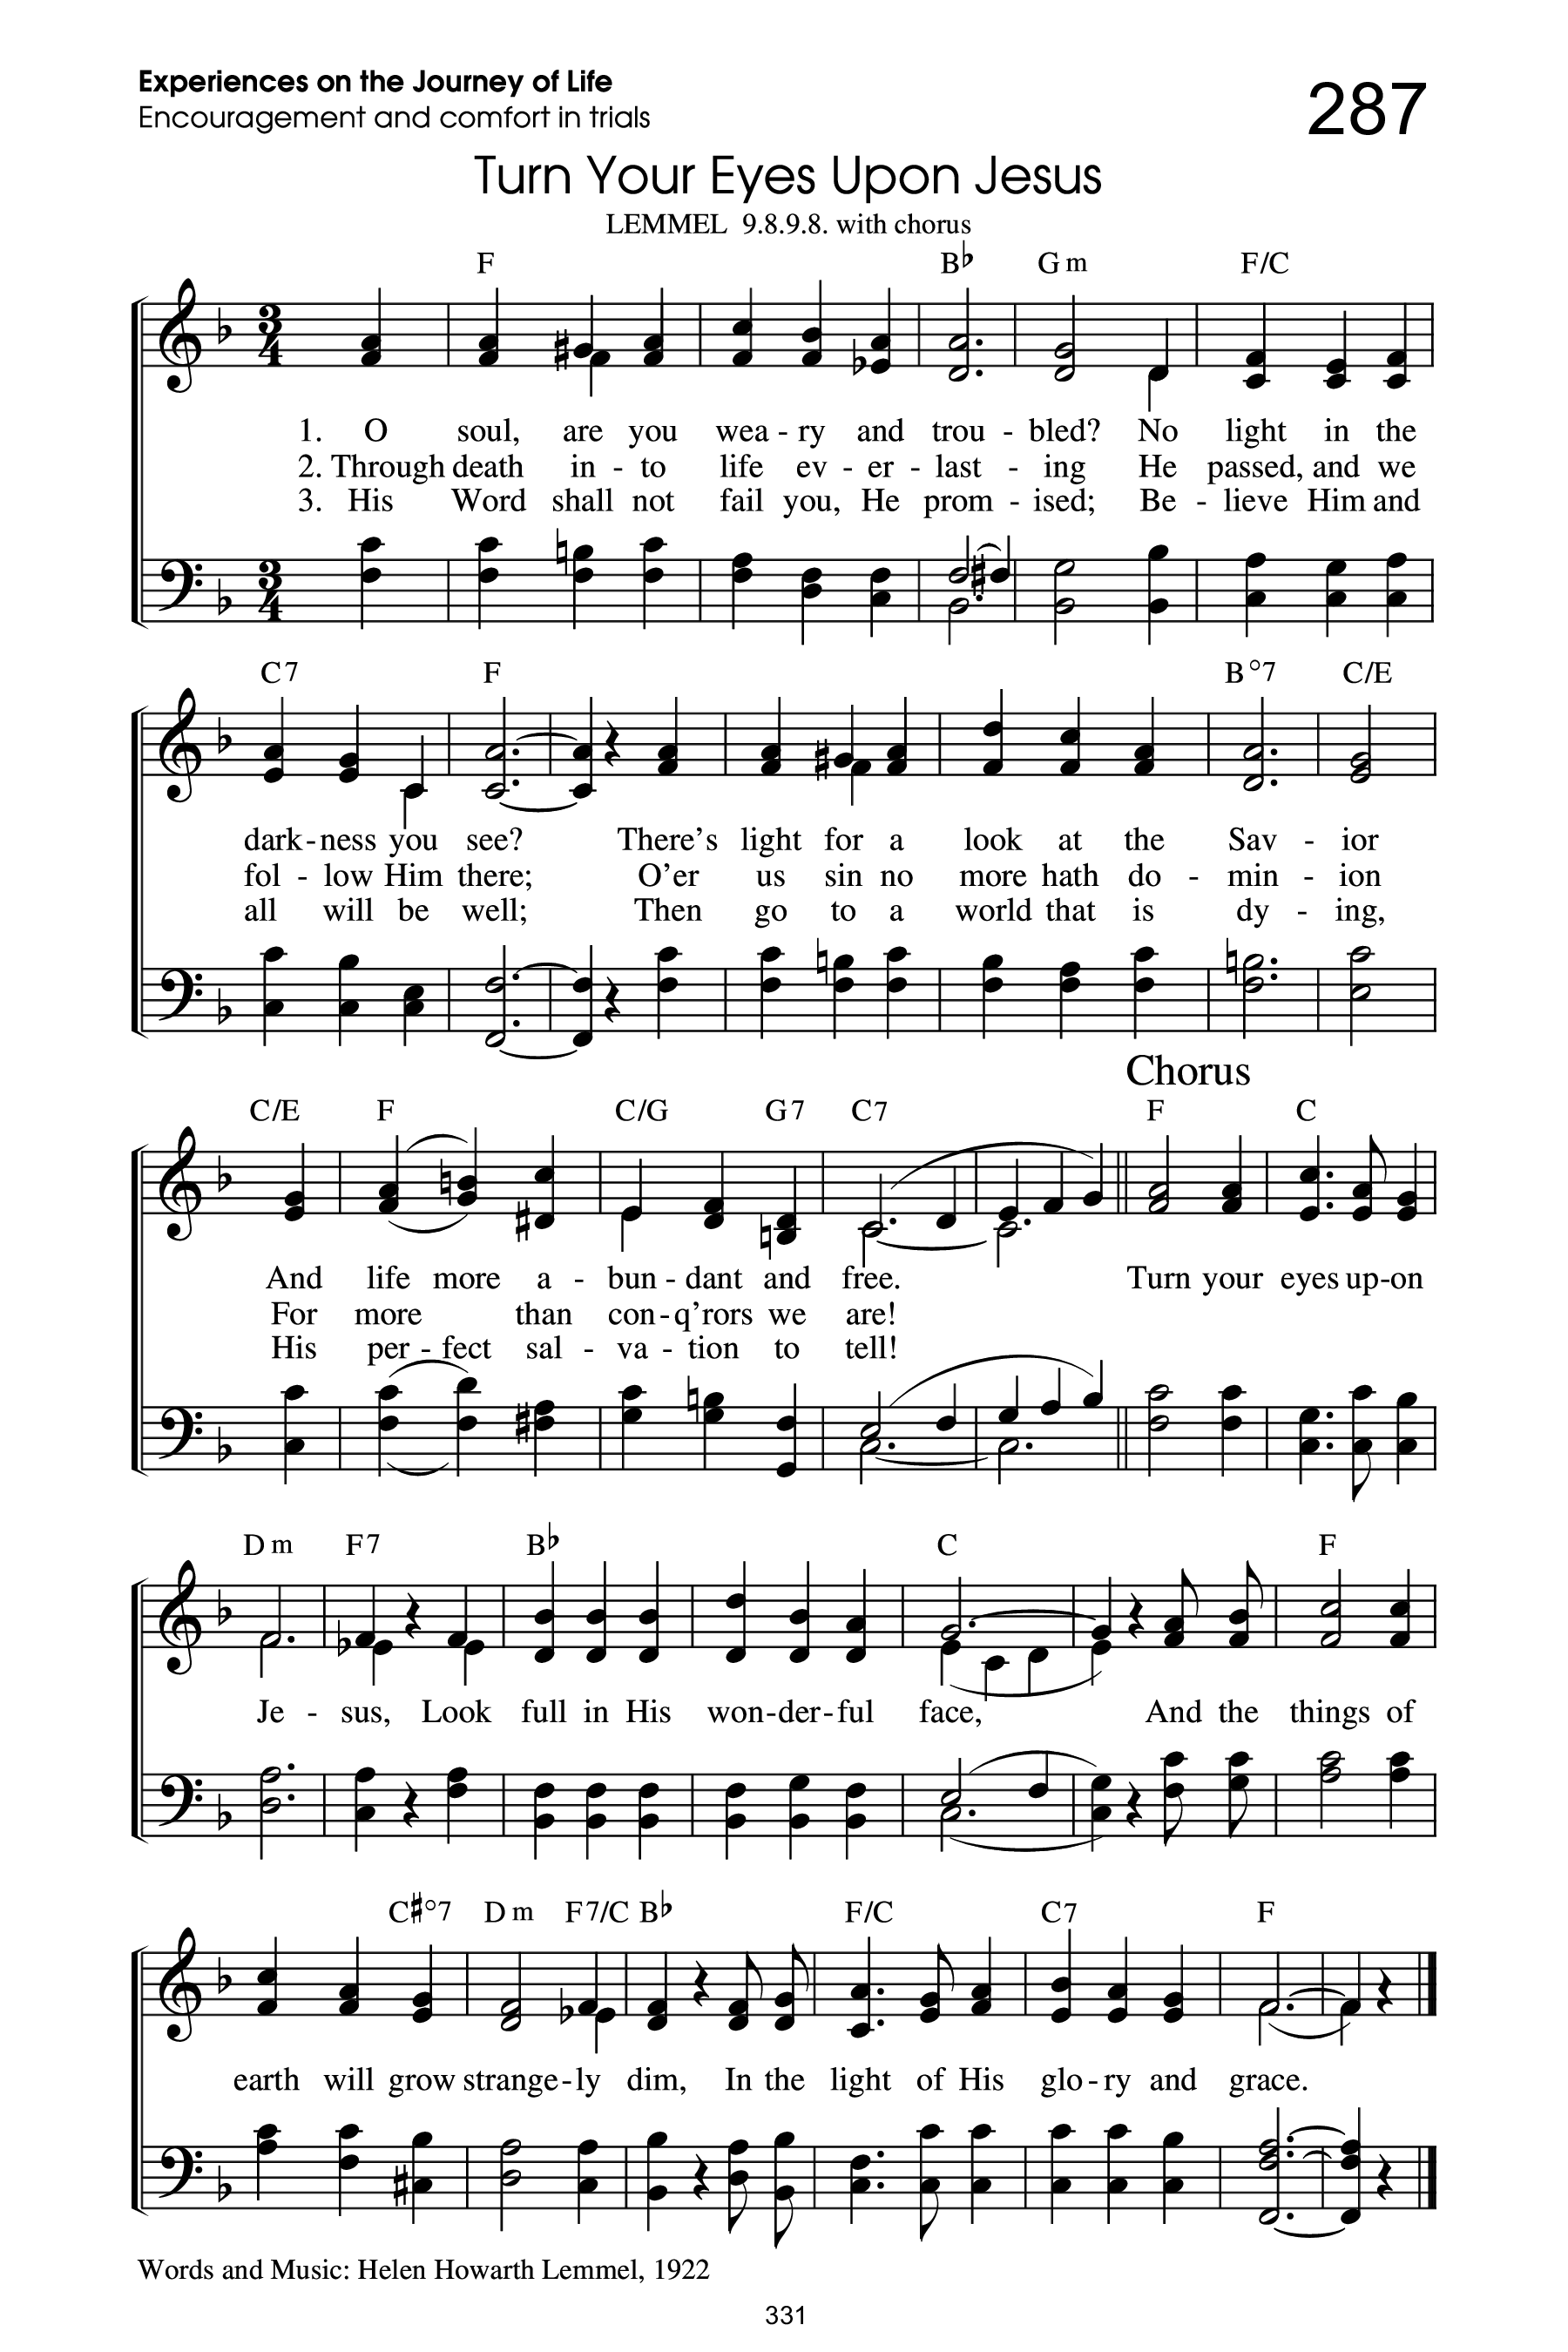 Experiences on the Journey of Life
287
Encouragement and comfort in trials
Turn Your Eyes Upon Jesus
LEMMEL 9.8.9.8. with chorus
F B♭ Gm F/C
3/4
1. O soul, are you wea - ry and trou - bled? No light in the
2. Through death in - to life ev - er - last - ing He passed, and we
3. His Word shall not fail you, He prom - ised; Be - lieve Him and
3/4
C7 F B°7 C/E
dark - ness you see? There's light for a look at the Sav - ior
fol - low Him there; O'er us sin no more hath do - min - ion
all will be well; Then go to a world that is dy - ing,
Chorus
C/E F C/G G7 C7 F C
And life more a - bun - dant and free. Turn your eyes up-on
For more than con - q'rors we are!
His per - fect sal - va - tion to tell!
Dm F7 B♭ C F
Je - sus, Look full in His won-der-ful face, And the things of
C♯°7 Dm F7/C B♭ F/C C7 F
earth will grow strange-ly dim, In the light of His glo-ry and grace.
Words and Music: Helen Howarth Lemmel, 1922
331